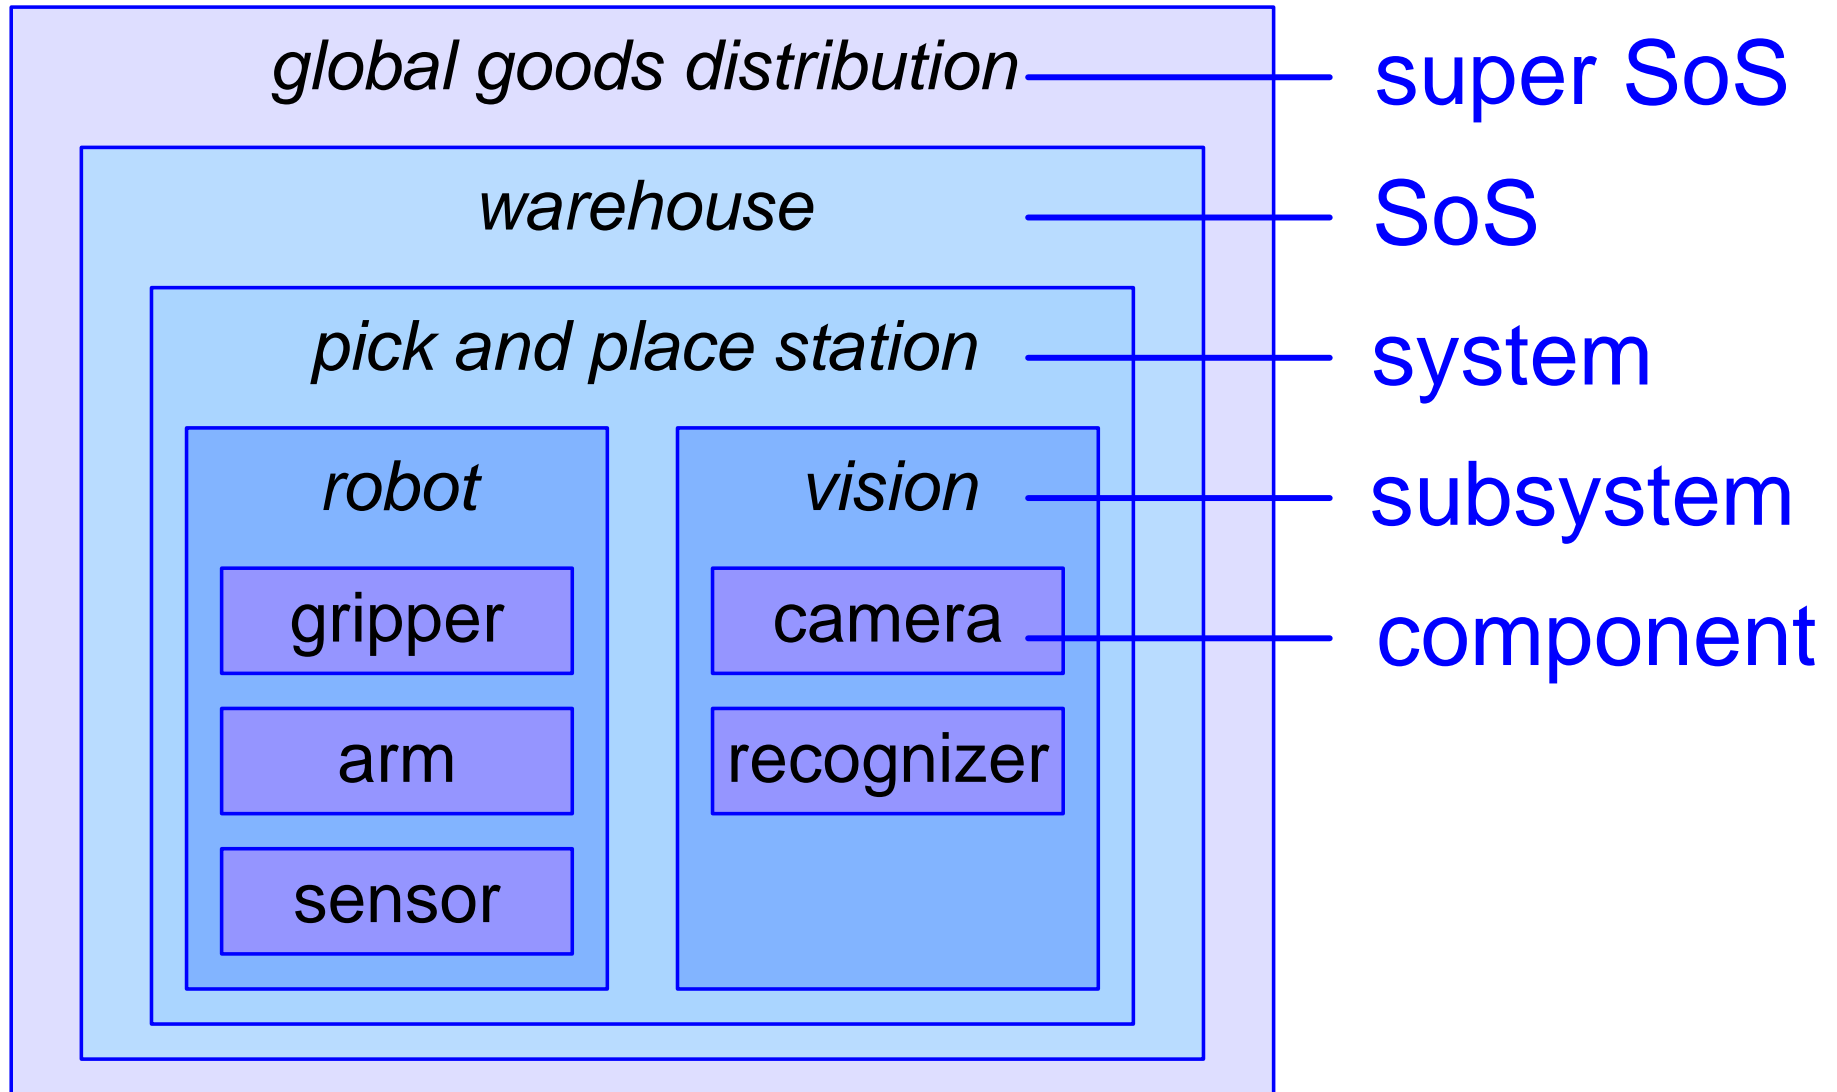 global goods distribution
super SoS
warehouse
SoS
pick and place station
system
robot
vision
subsystem
gripper
camera
component
arm
recognizer
sensor